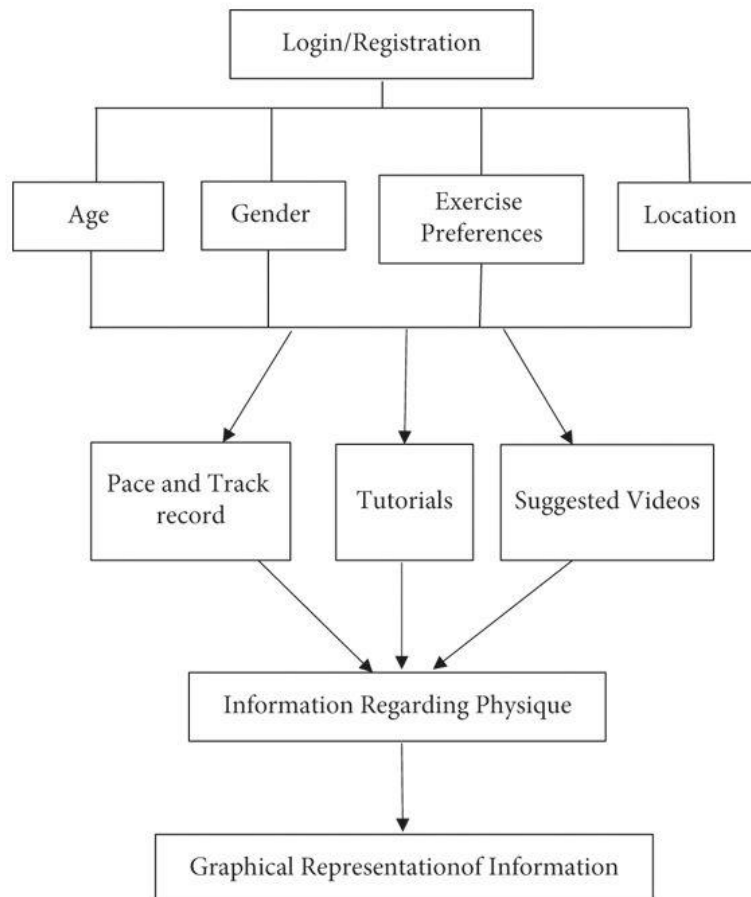 Login/Registration
Age
Gender
Exercise
Preferences
Location
Pace and Track
record
Tutorials
Suggested Videos
Information Regarding Physique
Graphical Representationof Information